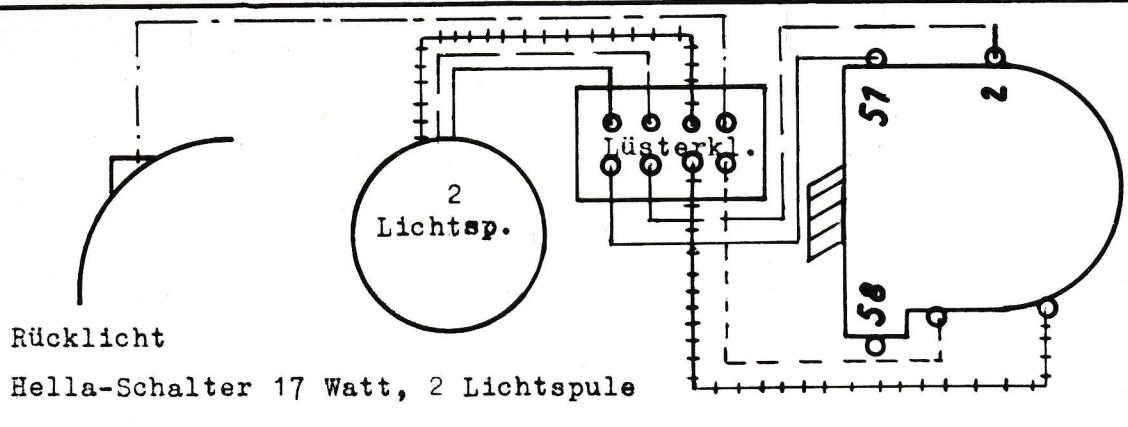 57
2
Lüsterkl.
2
Lichtsp.
58
Rücklicht
Hella-Schalter 17 Watt, 2 Lichtspule